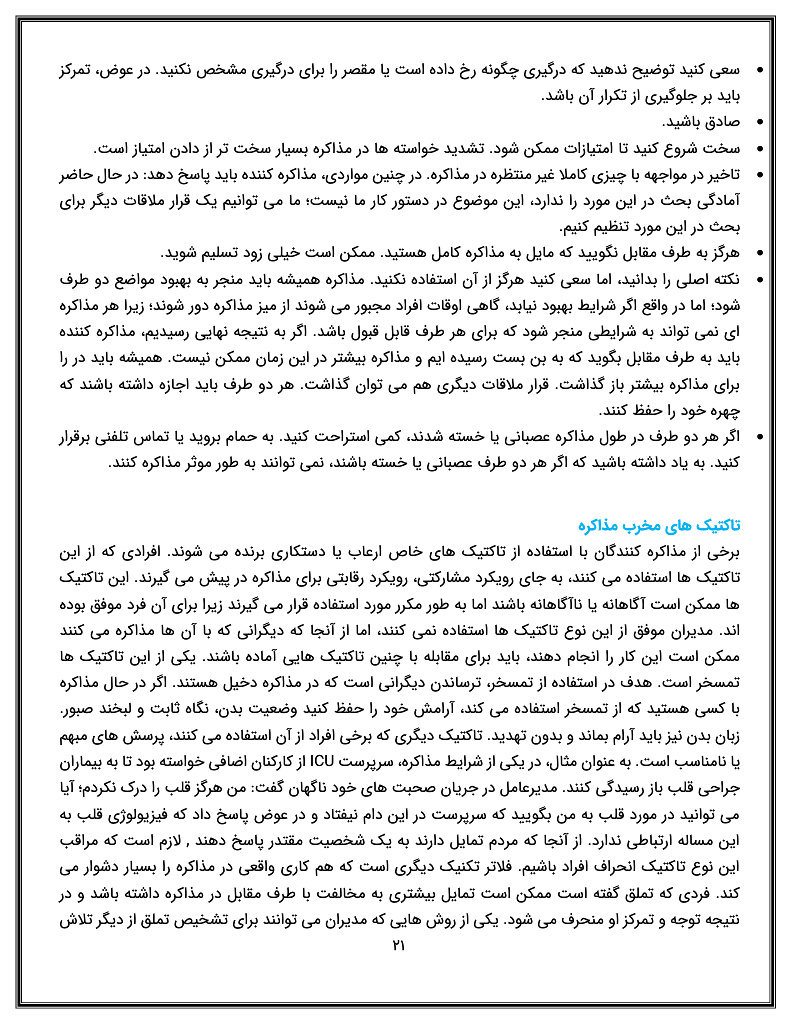 • سعی کنید توضیح ندهید که درگیری چگونه رخ داده است یا مقصر را برای درگیری مشخص نکنید. در عوض، تمرکز
باید بر جلوگیری از تکرار آن باشد.
• صادق باشید.
• سخت شروع کنید تا امتیازات ممکن شود. تشدید خواسته ها در مذاکره بسیار سخت تر از دادن امتیاز است.
• تاخیر در مواجهه با چیزی کاملا غیر منتظره در مذاکره. در چنین مواردی، مذاکره کننده باید پاسخ دهد: در حال حاضر
آمادگی بحث در این مورد را ندارد، این موضوع در دستور کار ما نیست؛ ما می توانیم یک قرار ملاقات دیگر برای
بحث در این مورد تنظیم کنیم.
• هرگز به طرف مقابل نگویید که مایل به مذاکره کامل هستید. ممکن است خیلی زود تسلیم شوید.
• نکته اصلی را بدانید، اما سعی کنید هرگز از آن استفاده نکنید. مذاکره همیشه باید منجر به بهبود مواضع دو طرف
شود؛ اما در واقع اگر شرایط بهبود نیابد، گاهی اوقات افراد مجبور می شوند از میز مذاکره دور شوند؛ زیرا هر مذاکره
ای نمی تواند به شرایطی منجر شود که برای هر طرف قابل قبول باشد. اگر به نتیجه نهایی رسیدیم، مذاکره کننده
باید به طرف مقابل بگوید که به بن بست رسیده ایم و مذاکره بیشتر در این زمان ممکن نیست. همیشه باید در را
برای مذاکره بیشتر باز گذاشت. قرار ملاقات دیگری هم می توان گذاشت. هر دو طرف باید اجازه داشته باشند که
چهره خود را حفظ کنند.
• اگر هر دو طرف در طول مذاکره عصبانی یا خسته شدند، کمی استراحت کنید. به حمام بروید یا تماس تلفنی برقرار
کنید. به یاد داشته باشید که اگر هر دو طرف عصبانی یا خسته باشند، نمی توانند به طور موثر مذاکره کنند.
تاکتیک های مخرب مذاکره
برخی از مذاکره کنندگان با استفاده از تاکتیک های خاص ارعاب یا دستکاری برنده می شوند. افرادی که از این
تاکتیک ها استفاده می کنند، به جای رویکرد مشارکتی، رویکرد رقابتی برای مذاکره در پیش می گیرند. این تاکتیک
ها ممکن است آگاهانه یا ناآگاهانه باشند اما به طور مکرر مورد استفاده قرار می گیرند زیرا برای آن فرد موفق بوده
اند. مدیران موفق از این نوع تاکتیک ها استفاده نمی کنند، اما از آنجا که دیگرانی که با آن ها مذاکره می کنند
ممکن است این کار را انجام دهند، باید برای مقابله با چنین تاکتیک هایی آماده باشند. یکی از این تاکتیک ها
تمسخر است. هدف در استفاده از تمسخر، ترساندن دیگرانی است که در مذاکره دخیل هستند. اگر در حال مذاکره
با کسی هستید که از تمسخر استفاده می کند، آرامش خود را حفظ کنید وضعیت بدن، نگاه ثابت و لبخند صبور.
زبان بدن نیز باید آرام بماند و بدون تهدید. تاکتیک دیگری که برخی افراد از آن استفاده می کنند، پرسش های مبهم
یا نامناسب است. به عنوان مثال، در یکی از شرایط مذاکره، سرپرست ICU از کارکنان اضافی خواسته بود تا به بیماران
جراحی قلب باز رسیدگی کنند. مدیرعامل در جریان صحبت های خود ناگهان گفت: من هرگز قلب را درک نکردم؛ آیا
می توانید در مورد قلب به من بگویید که سرپرست در این دام نیفتاد و در عوض پاسخ داد که فیزیولوژی قلب به
این مساله ارتباطی ندارد. از آنجا که مردم تمایل دارند به یک شخصیت مقتدر پاسخ دهند , لازم است که مراقب
این نوع تاکتیک انحراف افراد باشیم. فلاتر تکنیک دیگری است که هم کاری واقعی در مذاکره را بسیار دشوار می
کند. فردی که تملق گفته است ممکن است تمایل بیشتری به مخالفت با طرف مقابل در مذاکره داشته باشد و در
نتیجه توجه و تمرکز او منحرف می شود. یکی از روش هایی که مدیران می توانند برای تشخیص تملق از دیگر تلاش
۲۱